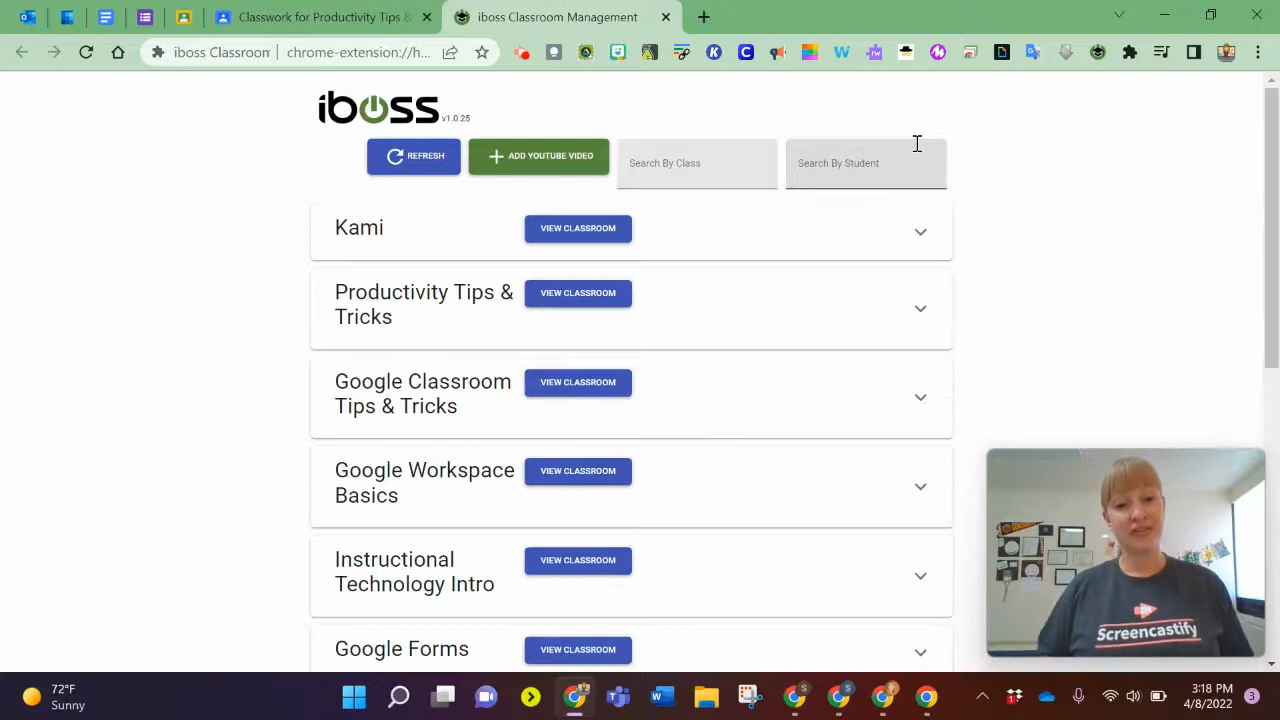 Classwork for Productivity Tips &
iboss Classroom Management
iboss Classroom
chrome-extension://h...
iboss v1.0.25
REFRESH
ADD YOUTUBE VIDEO
Search By Class
Search By Student
Kami
VIEW CLASSROOM
Productivity Tips &
Tricks
VIEW CLASSROOM
Google Classroom
Tips & Tricks
VIEW CLASSROOM
Google Workspace
Basics
VIEW CLASSROOM
Instructional
Technology Intro
VIEW CLASSROOM
Google Forms
VIEW CLASSROOM
Screencastify
72°F
Sunny
3:18 PM
4/8/2022
3